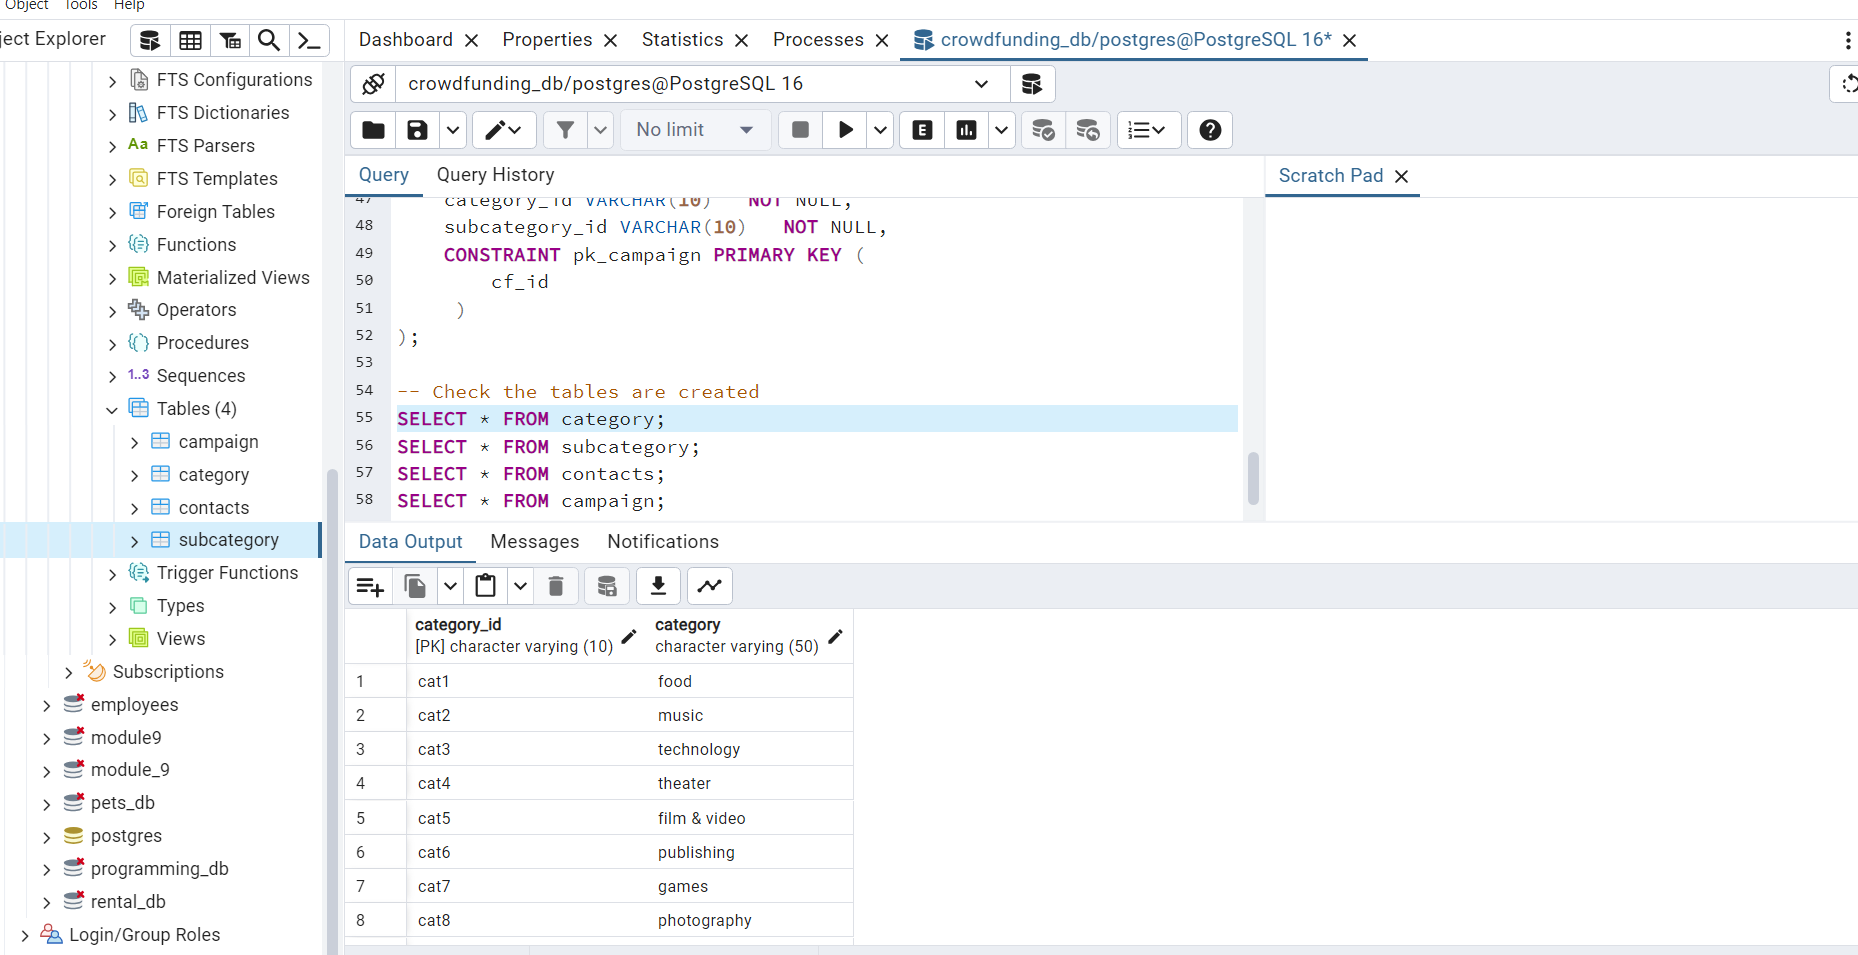 Object Tools Help
ject Explorer
Dashboard Properties Statistics Processes crowdfunding_db/postgres@PostgreSQL 16*
FTS Configurations
FTS Dictionaries
Aa FTS Parsers
FTS Templates
Foreign Tables
Functions
Materialized Views
Operators
Procedures
1..3 Sequences
Tables (4)
campaign
category
contacts
subcategory
Trigger Functions
Types
Views
Subscriptions
employees
module9
module_9
pets_db
postgres
programming_db
rental_db
Login/Group Roles
crowdfunding_db/postgres@PostgreSQL 16
No limit
E
Query Query History
Scratch Pad
47 category_id VARCHAR(10) NOT NULL,
48 subcategory_id VARCHAR(10) NOT NULL,
49 CONSTRAINT pk_campaign PRIMARY KEY (
50 cf_id
51 )
52 );
53
54 -- Check the tables are created
55 SELECT * FROM category;
56 SELECT * FROM subcategory;
57 SELECT * FROM contacts;
58 SELECT * FROM campaign;
Data Output Messages Notifications
category_id category
[PK] character varying (10) character varying (50)
1 cat1 food
2 cat2 music
3 cat3 technology
4 cat4 theater
5 cat5 film & video
6 cat6 publishing
7 cat7 games
8 cat8 photography